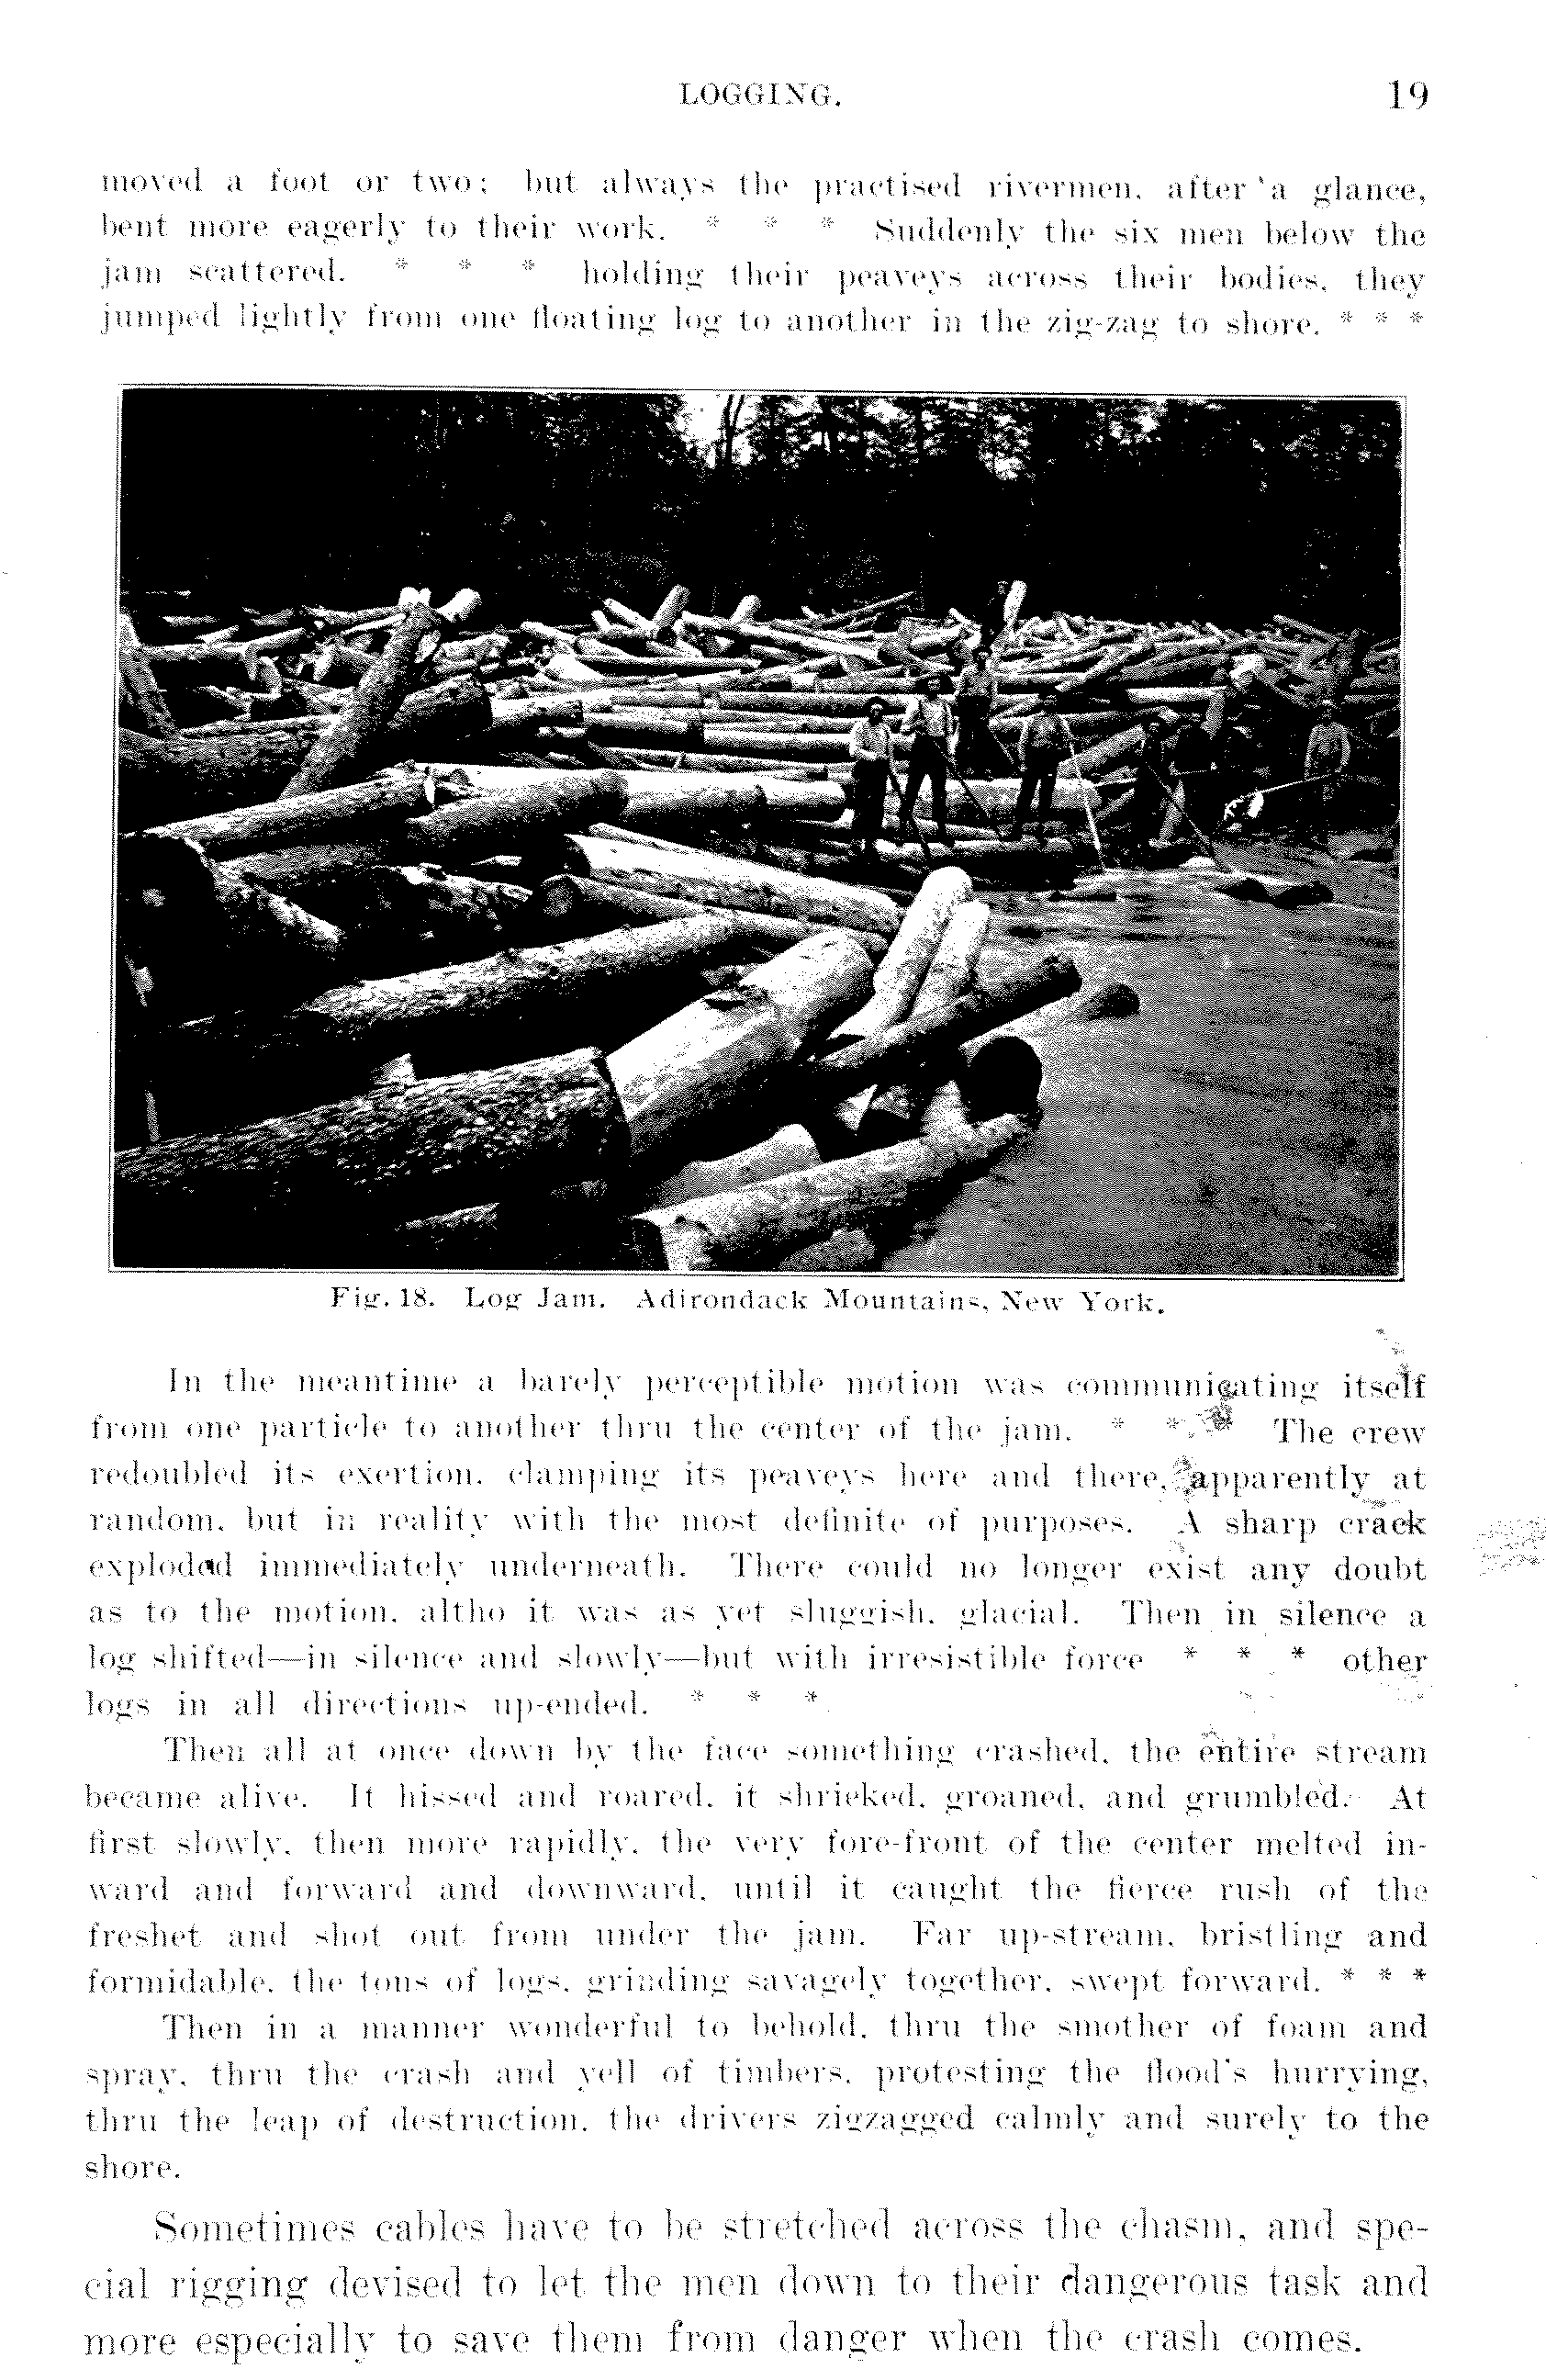 LOGGING. 19
moved a foot or two; but always the practised rivermen, after a glance,
bent more eagerly to their work. * * * Suddenly the six men below the
jam scattered. * * * holding their peaveys across their bodies, they
jumped lightly from one floating log to another in the zig-zag to shore. * * *
Fig. 18. Log Jam. Adirondack Mountains, New York.
In the meantime a barely perceptible motion was communicating itself
from one particle to another thru the center of the jam. * * * The crew
redoubled its exertion, clamping its peaveys here and there, apparently at
random, but in reality with the most definite of purposes. A sharp crack
exploded immediately underneath. There could no longer exist any doubt
as to the motion, altho it was as yet sluggish, glacial. Then in silence a
log shifted—in silence and slowly—but with irresistible force * * * other
logs in all directions up-ended. * * *
Then all at once down by the face something crashed, the entire stream
became alive. It hissed and roared, it shrieked, groaned, and grumbled. At
first slowly, then more rapidly, the very fore-front of the center melted in-
ward and forward and downward, until it caught the fierce rush of the
freshet and shot out from under the jam. Far up-stream, bristling and
formidable, the tons of logs, grinding savagely together, swept forward. * * *
Then in a manner wonderful to behold, thru the smother of foam and
spray, thru the crash and yell of timbers, protesting the flood's hurrying,
thru the leap of destruction, the drivers zigzagged calmly and surely to the
shore.
Sometimes cables have to be stretched across the chasm, and spe-
cial rigging devised to let the men down to their dangerous task and
more especially to save them from danger when the crash comes.